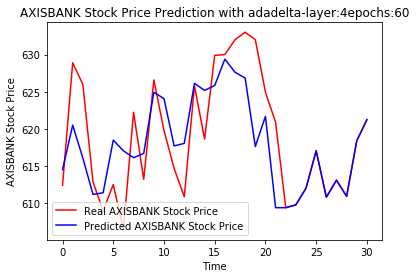 AXISBANK Stock Price Prediction with adadelta-layer:4epochs:60
AXISBANK Stock Price
630
625
620
615
610
Real AXISBANK Stock Price
Predicted AXISBANK Stock Price
0
5
10
15
20
25
30
Time